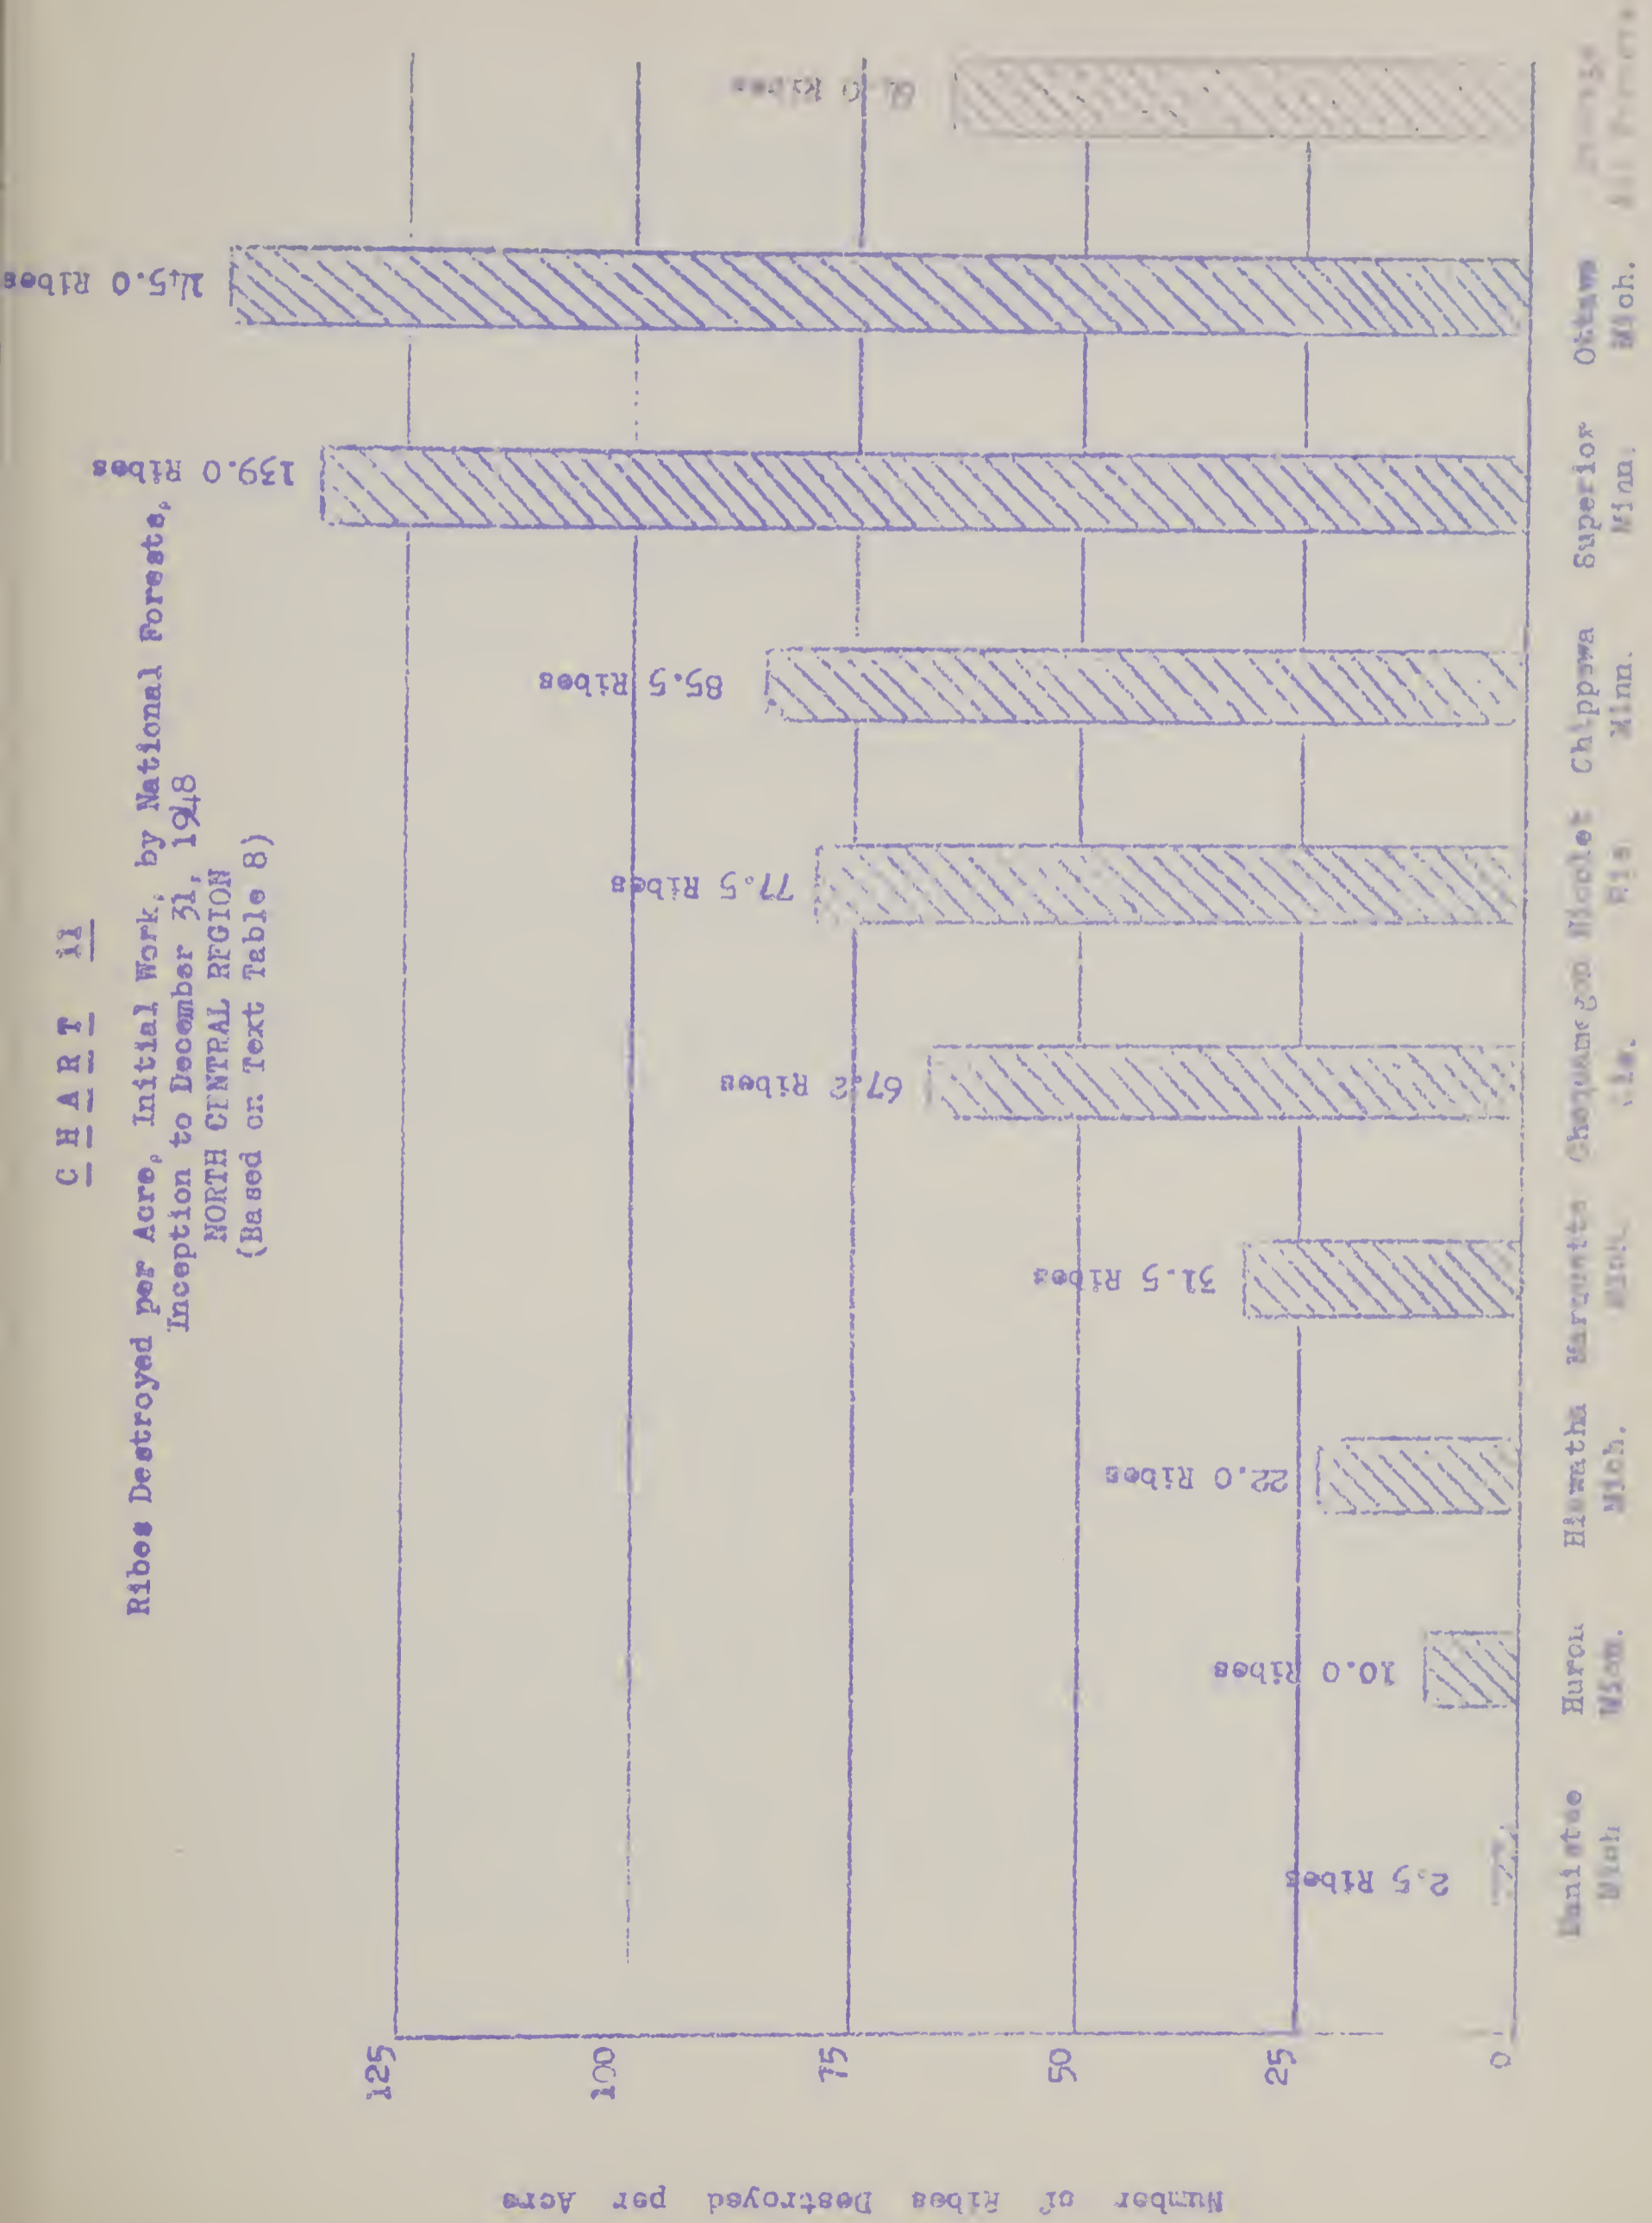 CHART 11
Ribes Destroyed per Acre, Initial Work, by National Forests,
Inception to December 31, 1948
NORTH CENTRAL REGION
(Based on Text Table 8)
Number of Ribes Destroyed per Acre
125
100
75
50
25
0
2.5 Ribes
10.0 Ribes
22.0 Ribes
31.5 Ribes
67.2 Ribes
77.5 Ribes
85.5 Ribes
139.0 Ribes
145.0 Ribes
Ribes
Manistee Huron Hiawatha Marquette Chequamegon Nicolet Chippewa Superior Ottawa
Mich Mich. Mich. Minn. Minn. Mich.